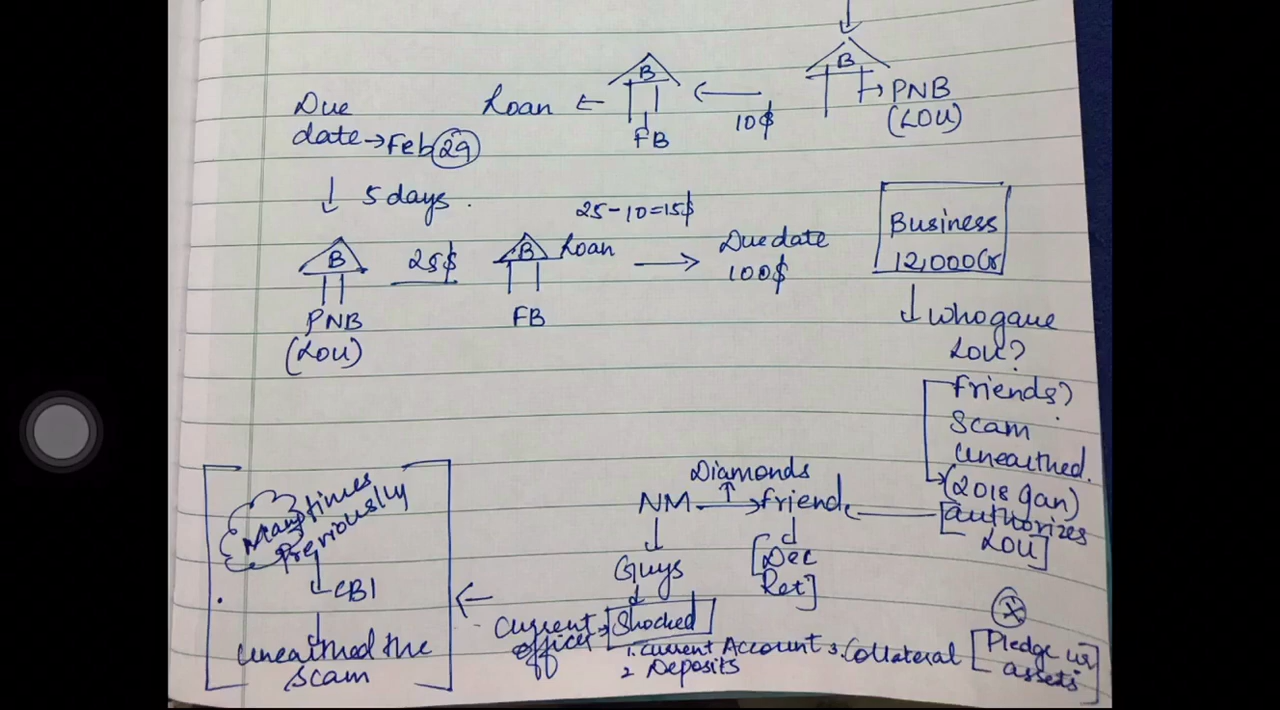 B
PNB
(LOU)
10$
B
FB
Loan
Due
date → Feb 29
5 days.
25-10=15$
B
PNB
(LOU)
25$
B
Loan
FB
Due date
100$
Business
12,000Cr
Who gave
LOU?
Friends?
Scam
unearthed.
(2018 Jan)
authorizes
LOU]
Diamonds
NM → friend
[Dec
Ret]
Guys
Current
officer
Shocked
1. Current Account 3. Collateral [Pledge ur
assets]
2 Deposits
Many times
Previously
CBI
unearthed the
scam